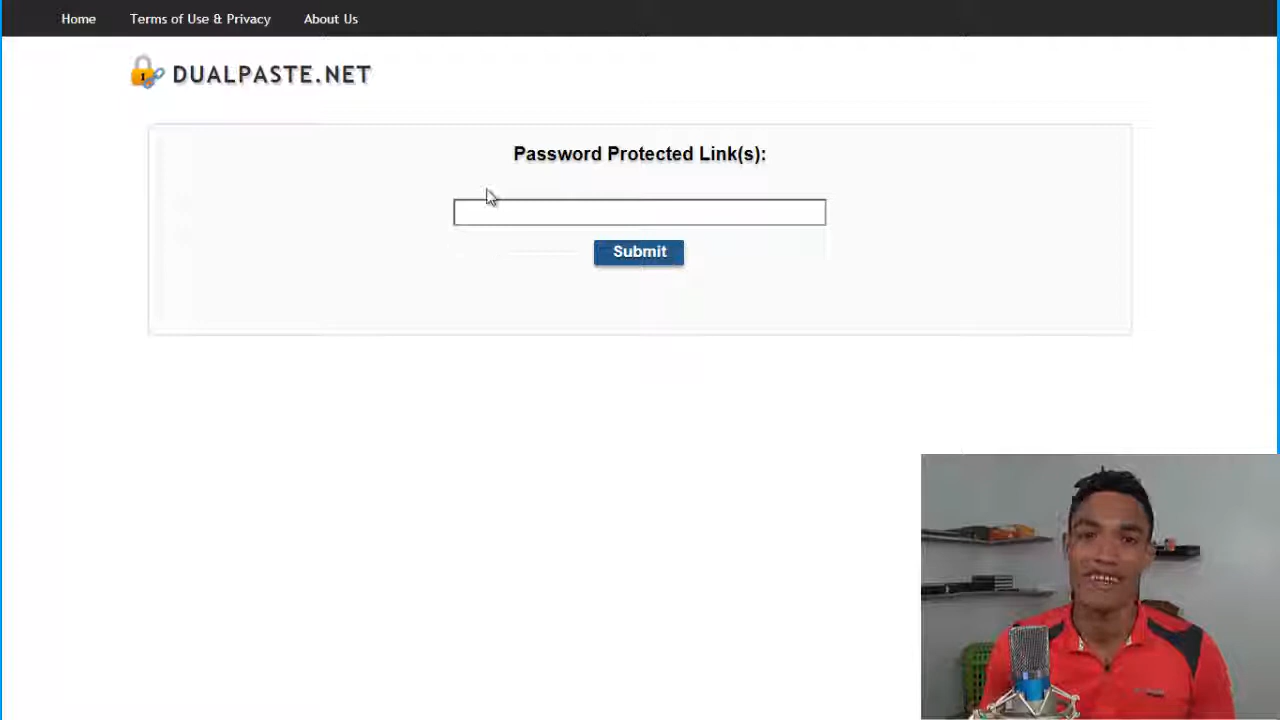 Home Terms of Use & Privacy About Us
DUALPASTE.NET
Password Protected Link(s):
Submit